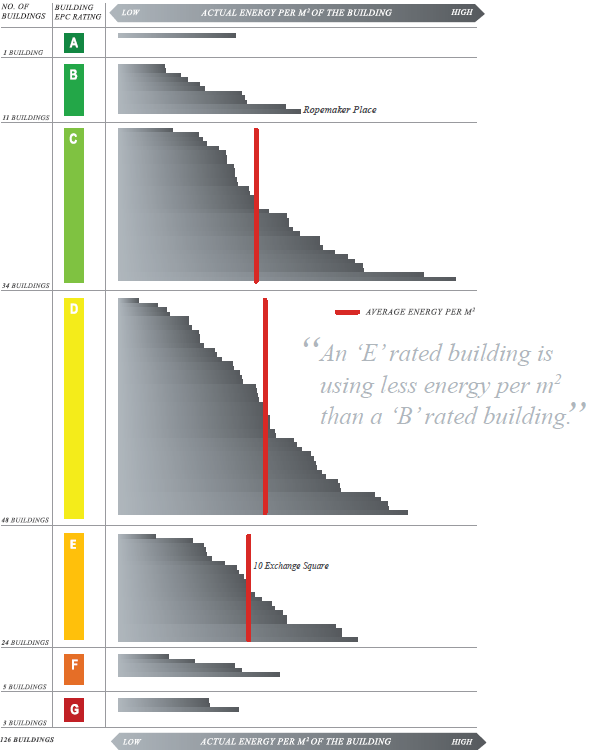 NO. OF
BUILDINGS
BUILDING
EPC RATING
LOW
ACTUAL ENERGY PER M² OF THE BUILDING
HIGH
A
1 BUILDING
B
Ropemaker Place
11 BUILDINGS
C
34 BUILDINGS
D
AVERAGE ENERGY PER M²
“An ‘E’ rated building is
using less energy per m²
than a ‘B’ rated building.”
48 BUILDINGS
E
10 Exchange Square
24 BUILDINGS
F
5 BUILDINGS
G
3 BUILDINGS
126 BUILDINGS
LOW
ACTUAL ENERGY PER M² OF THE BUILDING
HIGH